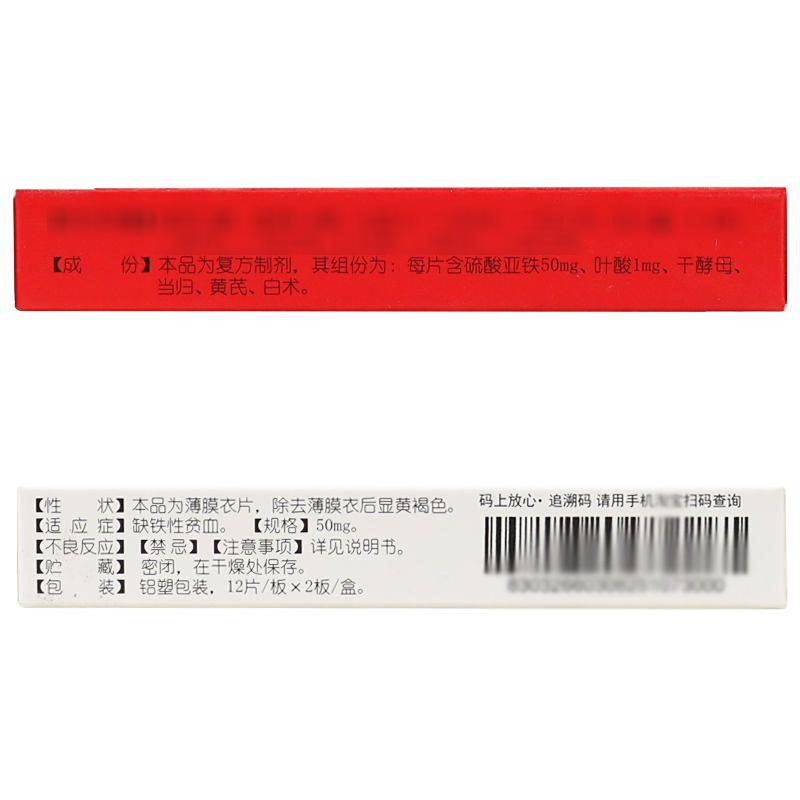 【成 份】本品为复方制剂，其组份为：每片含硫酸亚铁50mg、叶酸1mg、干酵母、
当归、黄芪、白术。
【性 状】本品为薄膜衣片，除去薄膜衣后显黄褐色。
【适应症】缺铁性贫血。 【规格】50mg。
【不良反应】【禁忌】【注意事项】详见说明书。
【贮 藏】 密闭，在干燥处保存。
【包 装】 铝塑包装，12片/板×2板/盒。
码上放心·追溯码 请用手机 扫码查询